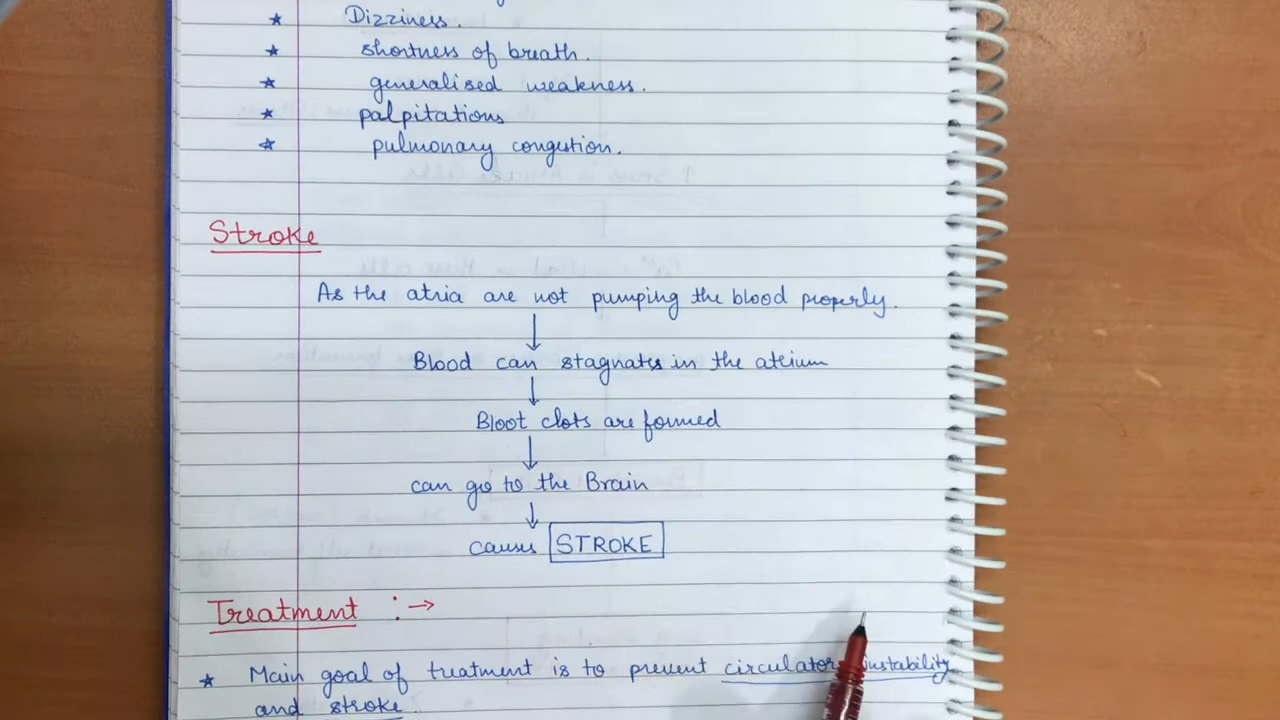 ★ Dizziness.
★ shortness of breath.
★ generalised weakness.
★ palpitations
★ pulmonary congestion.
Stroke
As the atria are not pumping the blood properly.
↓
Blood can stagnates in the atrium
↓
Bloot clots are formed
↓
can go to the Brain
↓
causes STROKE
Treatment :→
★ Main goal of treatment is to prevent circulatory instability
and stroke.